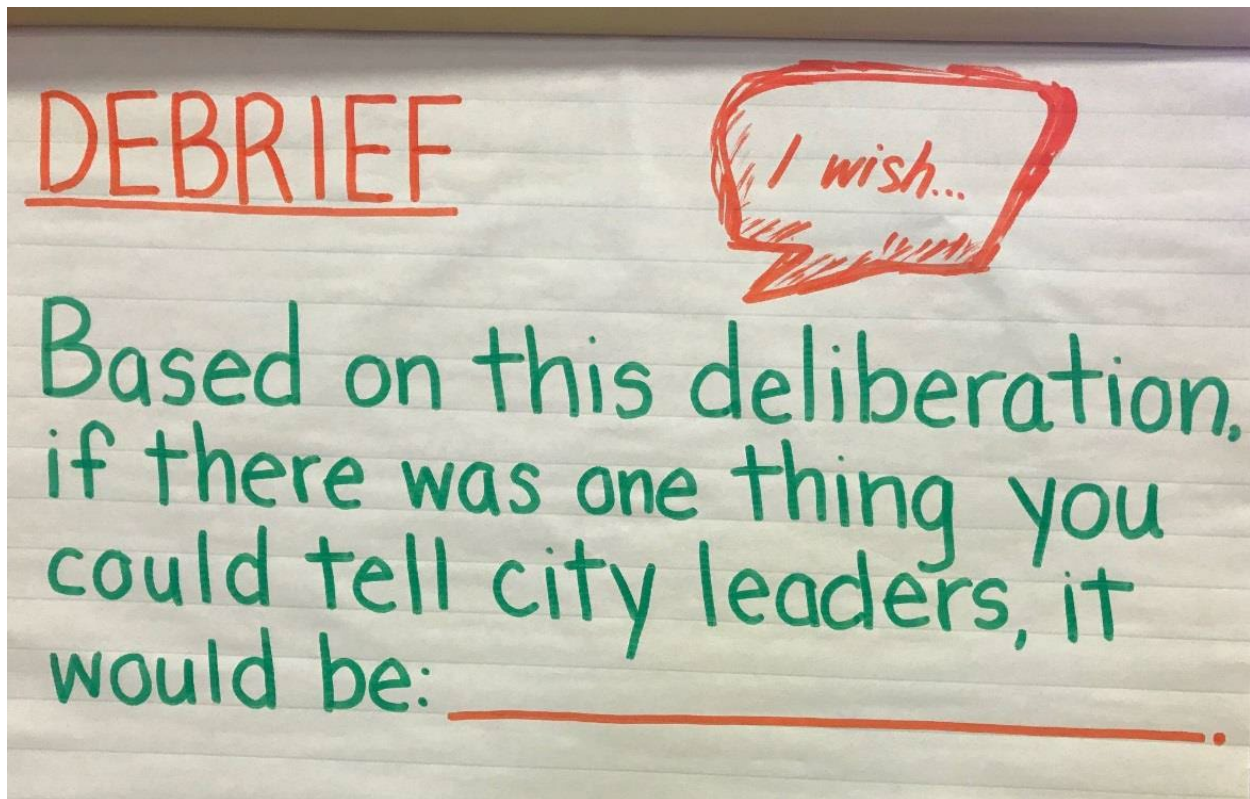 DEBRIEF
I wish...
Based on this deliberation,
if there was one thing you
could tell city leaders, it
would be: ____________________.